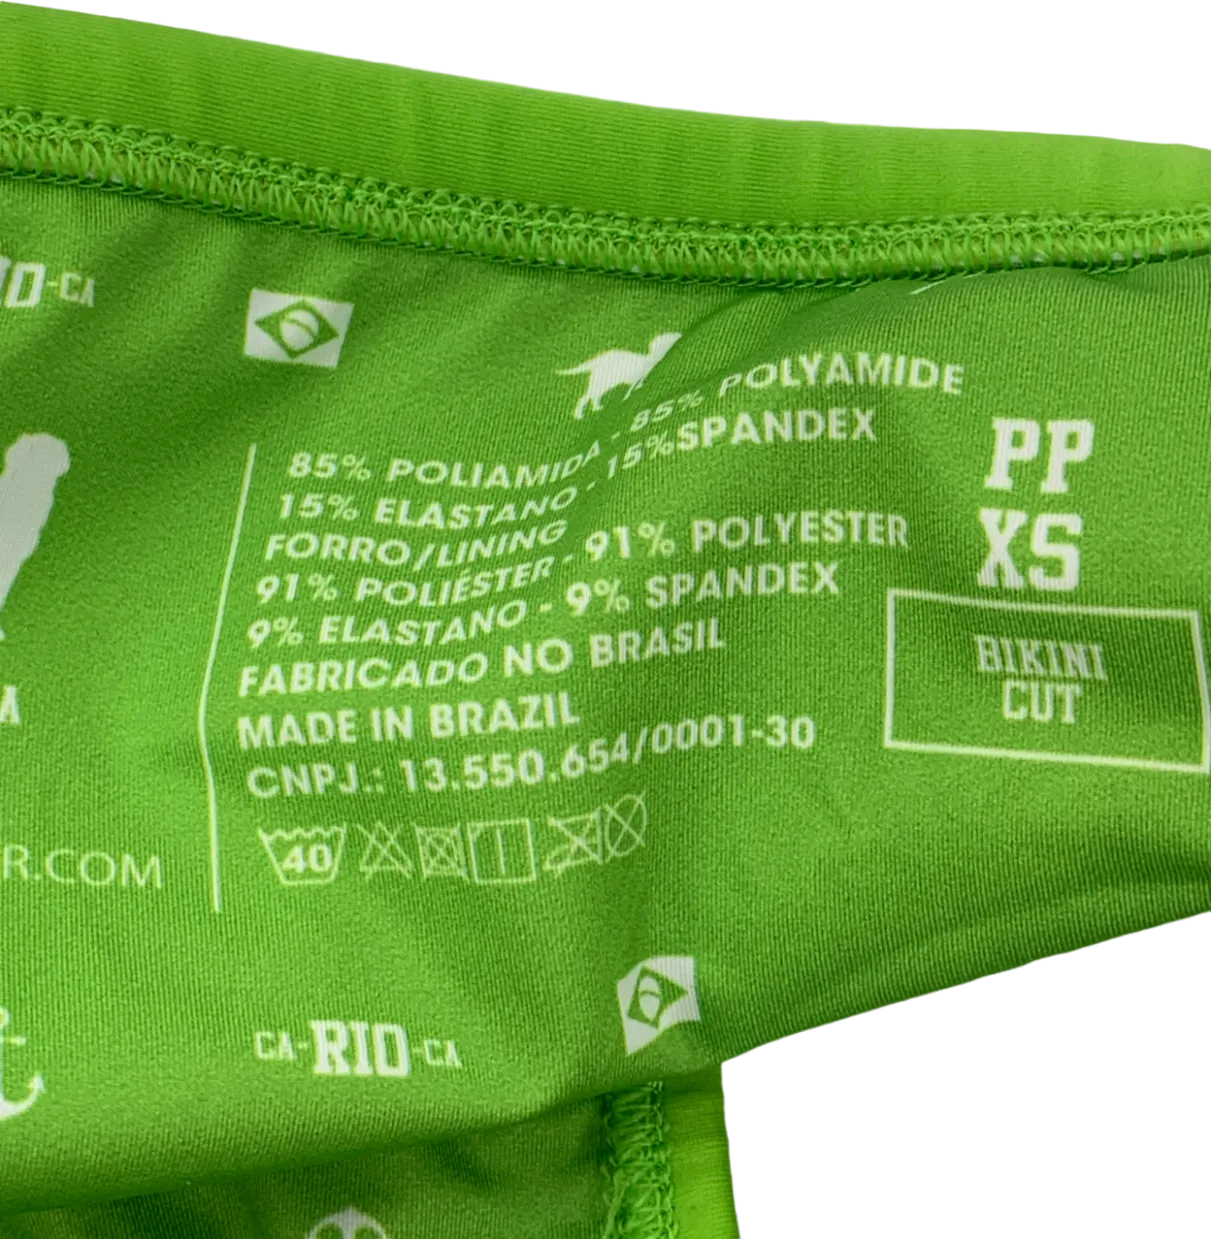 85% POLIAMIDA - 85% POLYAMIDE
15% ELASTANO - 15%SPANDEX
FORRO/LINING
91% POLIÉSTER - 91% POLYESTER
9% ELASTANO - 9% SPANDEX
FABRICADO NO BRASIL
MADE IN BRAZIL
CNPJ.: 13.550.654/0001-30
40
PP
XS
BIKINI
CUT
R.COM
CA-RIO-CA
IO-CA
A